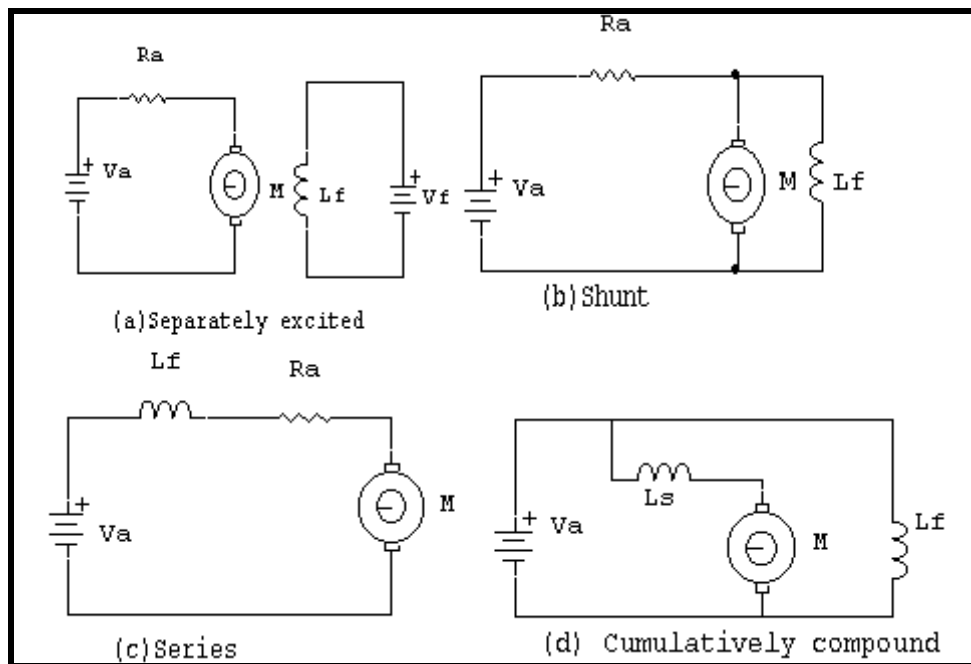 Ra
+
Va
M
Lf
+
Vf
(a)Separately excited
Ra
+
Va
M
Lf
(b)Shunt
Lf
Ra
+
Va
M
(c)Series
+
Va
Ls
M
Lf
(d) Cumulatively compound